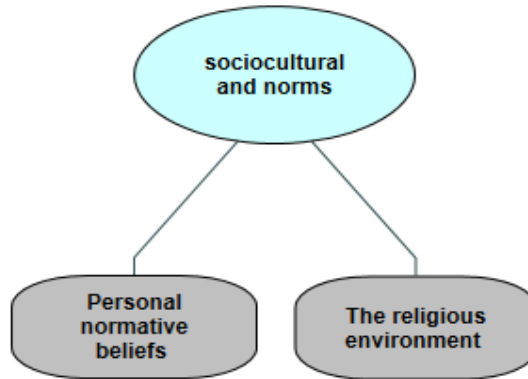 sociocultural
and norms
Personal
normative
beliefs
The religious
environment